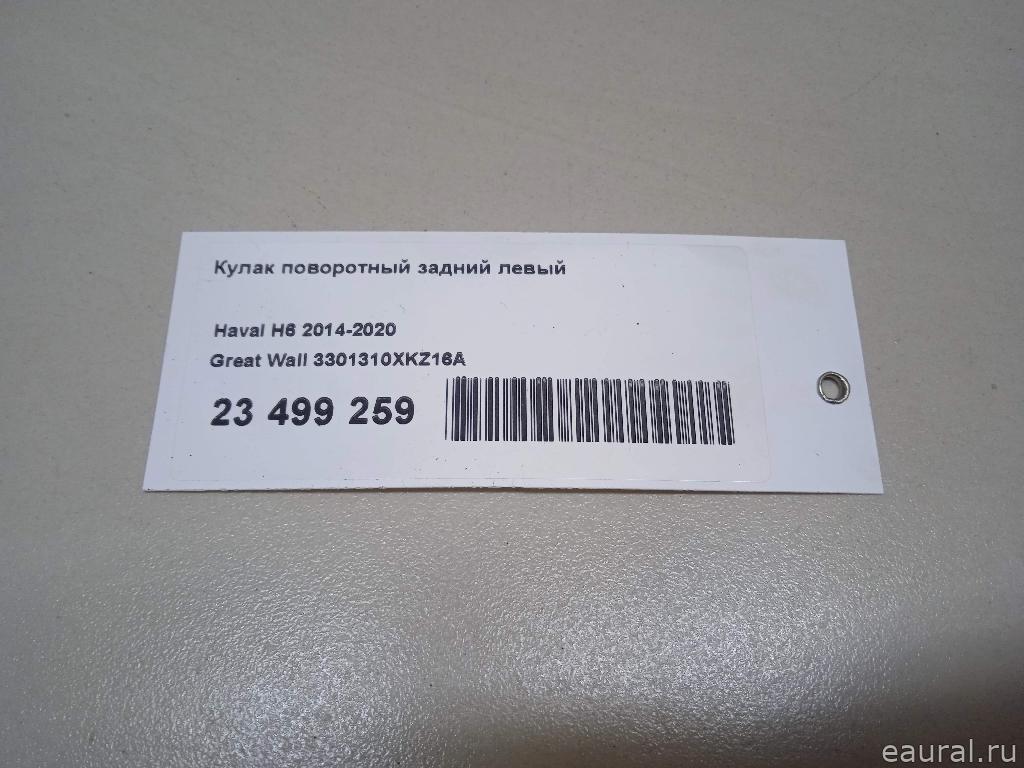 Кулак поворотный задний левый
Haval H6 2014-2020
Great Wall 3301310XKZ16A
23 499 259
eaural.ru